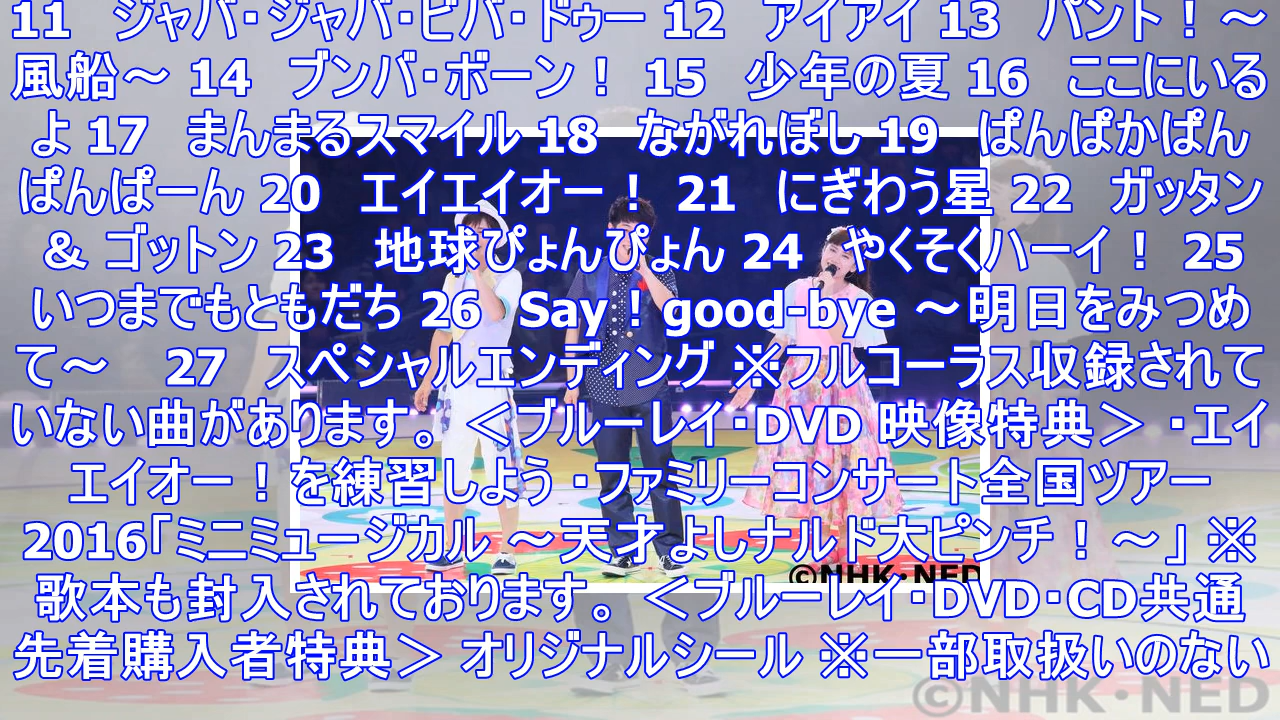 11　ジャバ・ジャバ・ビバ・ドゥー 12　アイアイ 13　パント！～
風船～ 14　ブンバ・ボーン！ 15　少年の夏 16　ここにいる
よ 17　まんまるスマイル 18　ながれぼし 19　ぱんぱかぱん
ぱんぱーん 20　エイエイオー！ 21　にぎわう星 22　ガッタン
＆ ゴットン 23　地球ぴょんぴょん 24　やくそくハーイ！ 25
いつまでもともだち 26　Say！good-bye ～明日をみつめ
て～　27　スペシャルエンディング ※フルコーラス収録されて
いない曲があります。＜ブルーレイ・DVD 映像特典＞ ・エイ
エイオー！を練習しよう ・ファミリーコンサート全国ツアー
2016「ミニミュージカル ～天才よしナルド大ピンチ！～」 ※
歌本も封入されております。＜ブルーレイ・DVD・CD共通
先着購入者特典＞ オリジナルシール ※一部取扱いのない
©NHK・NED
©NHK・NED